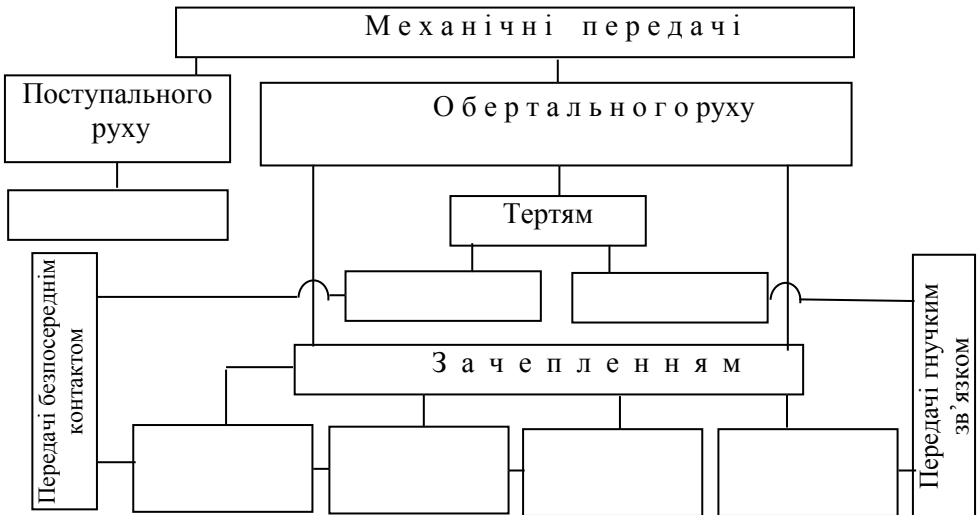 Механічні передачі
Поступального
руху
Обертального руху
Тертям
Передачі безпосереднім
контактом
Зачепленням
Передачі гнучким
зв’язком